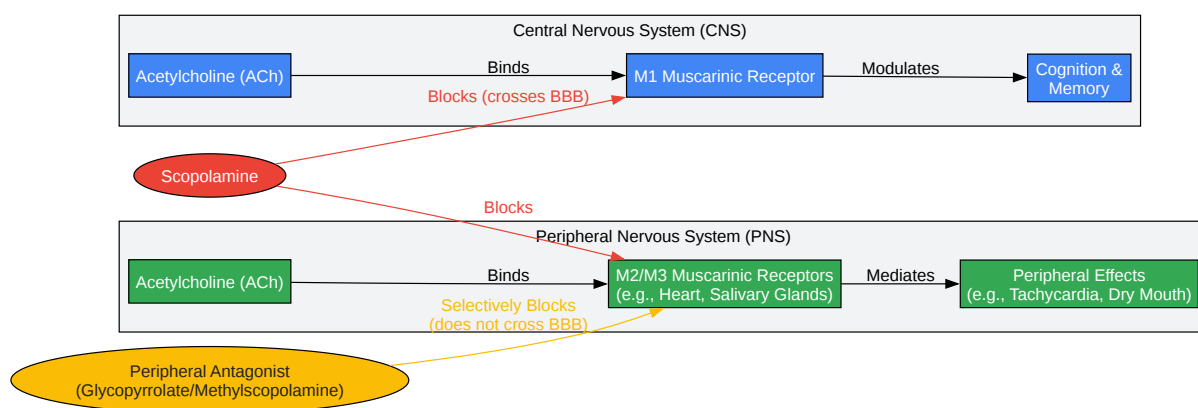 Central Nervous System (CNS)
Acetylcholine (ACh)
Binds
M1 Muscarinic Receptor
Modulates
Cognition &
Memory
Blocks (crosses BBB)
Scopolamine
Blocks
Peripheral Nervous System (PNS)
Acetylcholine (ACh)
Binds
M2/M3 Muscarinic Receptors
(e.g., Heart, Salivary Glands)
Mediates
Peripheral Effects
(e.g., Tachycardia, Dry Mouth)
Selectively Blocks
(does not cross BBB)
Peripheral Antagonist
(Glycopyrrolate/Methylscopolamine)